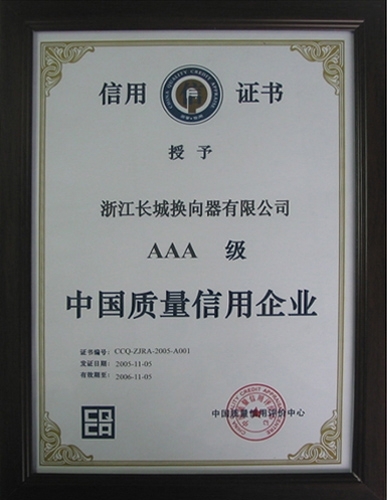 信用 证书
授予
浙江长城换向器有限公司
AAA 级
中国质量信用企业
证书编号: CCQ-ZJRA-2005-A001
发证日期: 2005-11-05
有效期至: 2006-11-05
CQCA
中国质量信用评价中心